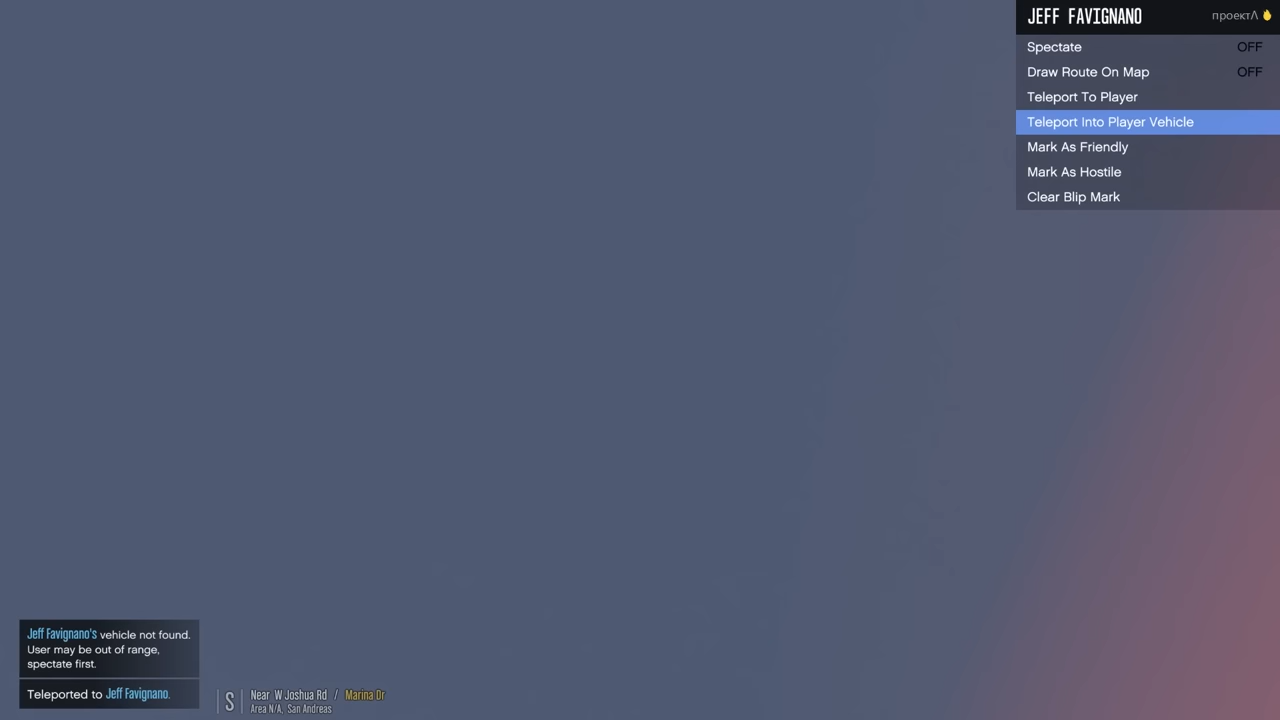 JEFF FAVIGNANO проектΛ
Spectate OFF
Draw Route On Map OFF
Teleport To Player
Teleport Into Player Vehicle
Mark As Friendly
Mark As Hostile
Clear Blip Mark
Jeff Favignano's vehicle not found.
User may be out of range,
spectate first.
Teleported to Jeff Favignano.
S
Near W Joshua Rd / Marina Dr
Area N/A, San Andreas